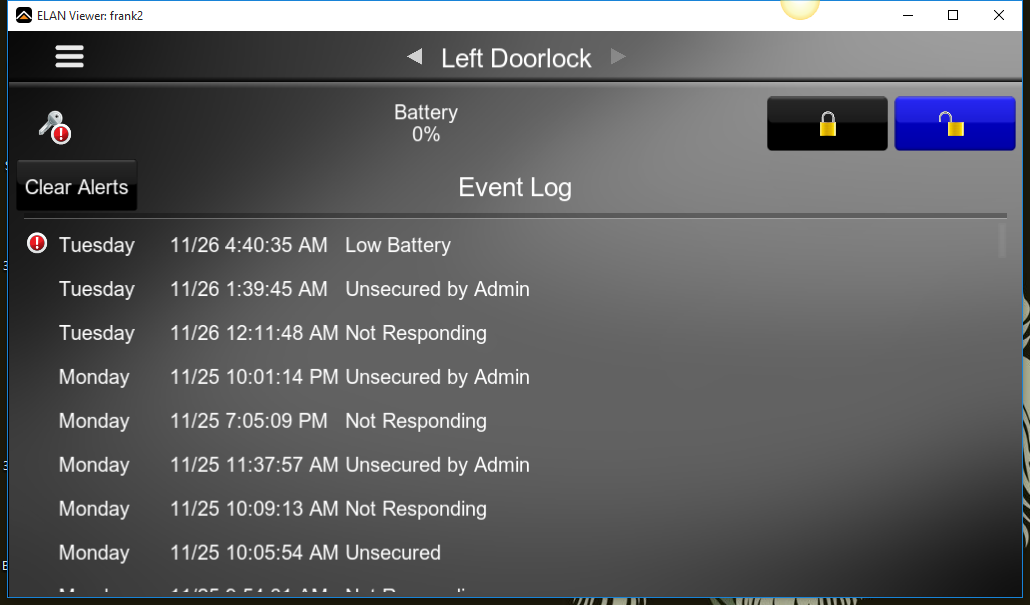 ELAN Viewer: frank2
Left Doorlock
Battery
0%
Clear Alerts
Event Log
Tuesday 11/26 4:40:35 AM Low Battery
Tuesday 11/26 1:39:45 AM Unsecured by Admin
Tuesday 11/26 12:11:48 AM Not Responding
Monday 11/25 10:01:14 PM Unsecured by Admin
Monday 11/25 7:05:09 PM Not Responding
Monday 11/25 11:37:57 AM Unsecured by Admin
Monday 11/25 10:09:13 AM Not Responding
Monday 11/25 10:05:54 AM Unsecured